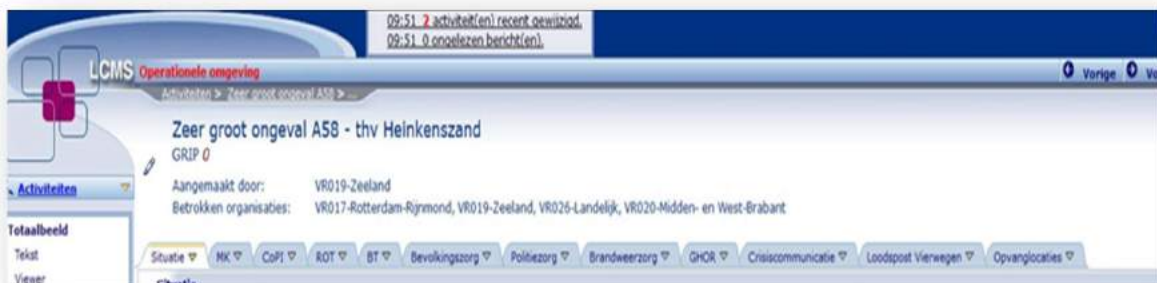 09:51 2 activiteit(en) recent gewijzigd.
09:51 0 ongelezen bericht(en).
LCMS Operationele omgeving
Vorige Vo
Activiteiten > Zeer groot ongeval A58 > ...
Zeer groot ongeval A58 - thv Heinkenszand
GRIP 0
Aangemaakt door: VR019-Zeeland
Betrokken organisaties: VR017-Rotterdam-Rijnmond, VR019-Zeeland, VR026-Landelijk, VR020-Midden- en West-Brabant
Activiteiten
Totaalbeeld
Tekst
Viewer
Situatie MK CoPI ROT BT Bevolkingszorg Politiezorg Brandweerzorg GHOR Crisiscommunicatie Loodspost Vierwegen Opvanglocaties
Situatie